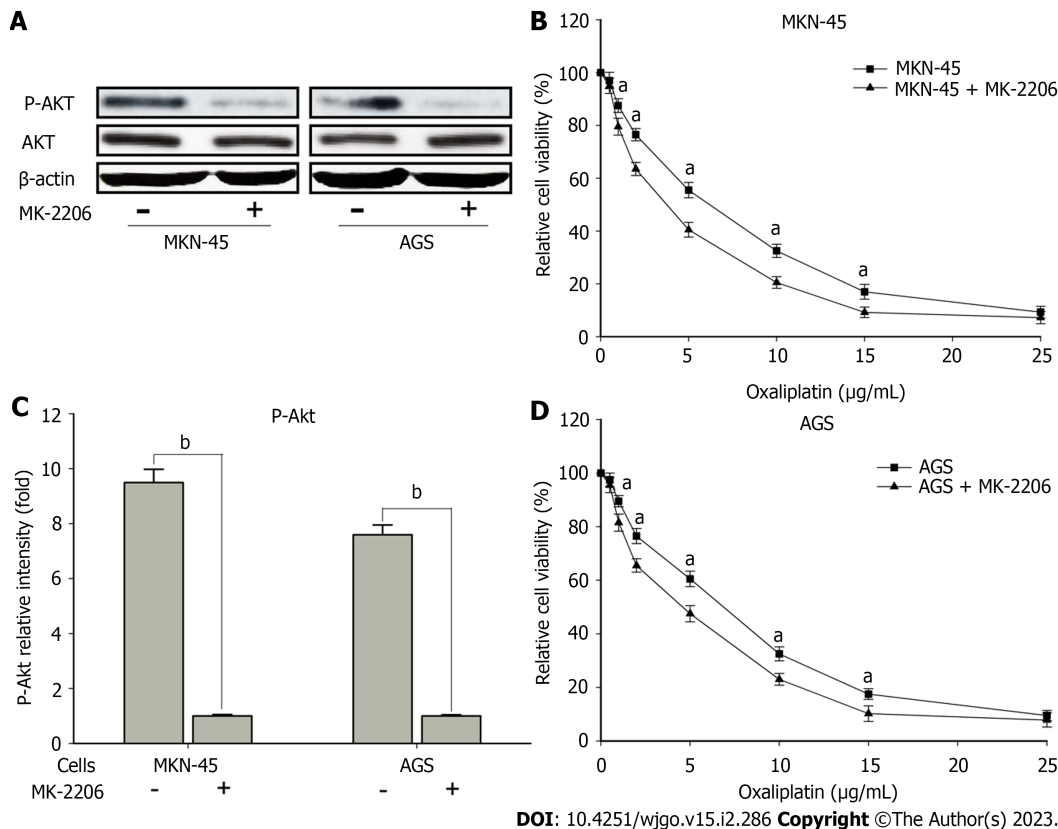 A
P-AKT
AKT
β-actin
MK-2206 - + - +
MKN-45 AGS
B
MKN-45
120
100
80
60
40
20
0
Relative cell viability (%)
MKN-45
MKN-45 + MK-2206
a
a
a
a
a
0 5 10 15 20 25
Oxaliplatin (µg/mL)
C
P-Akt
12
10
8
6
4
2
0
P-Akt relative intensity (fold)
b
b
Cells MKN-45 AGS
MK-2206 - + - +
D
AGS
120
100
80
60
40
20
0
Relative cell viability (%)
AGS
AGS + MK-2206
a
a
a
a
a
0 5 10 15 20 25
Oxaliplatin (µg/mL)
DOI: 10.4251/wjgo.v15.i2.286 Copyright ©The Author(s) 2023.